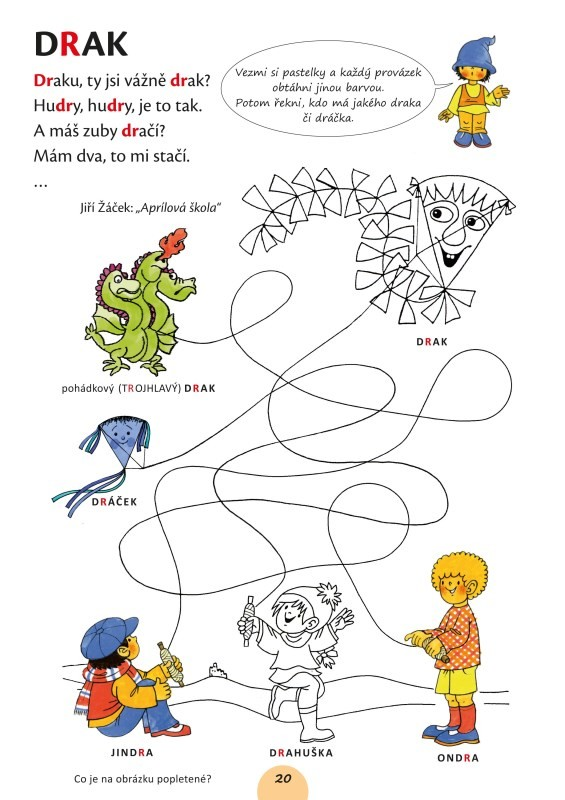 DRAK
Draku, ty jsi vážně drak?
Hudry, hudry, je to tak.
A máš zuby dračí?
Mám dva, to mi stačí.
...
Jiří Žáček: „Aprílová škola“
Vezmi si pastelky a každý provázek
obtáhni jinou barvou.
Potom řekni, kdo má jakého draka
či dráčka.
DRAK
pohádkový (TROJHLAVÝ) DRAK
DRÁČEK
JINDRA
DRAHUŠKA
ONDRA
Co je na obrázku popletené?
20